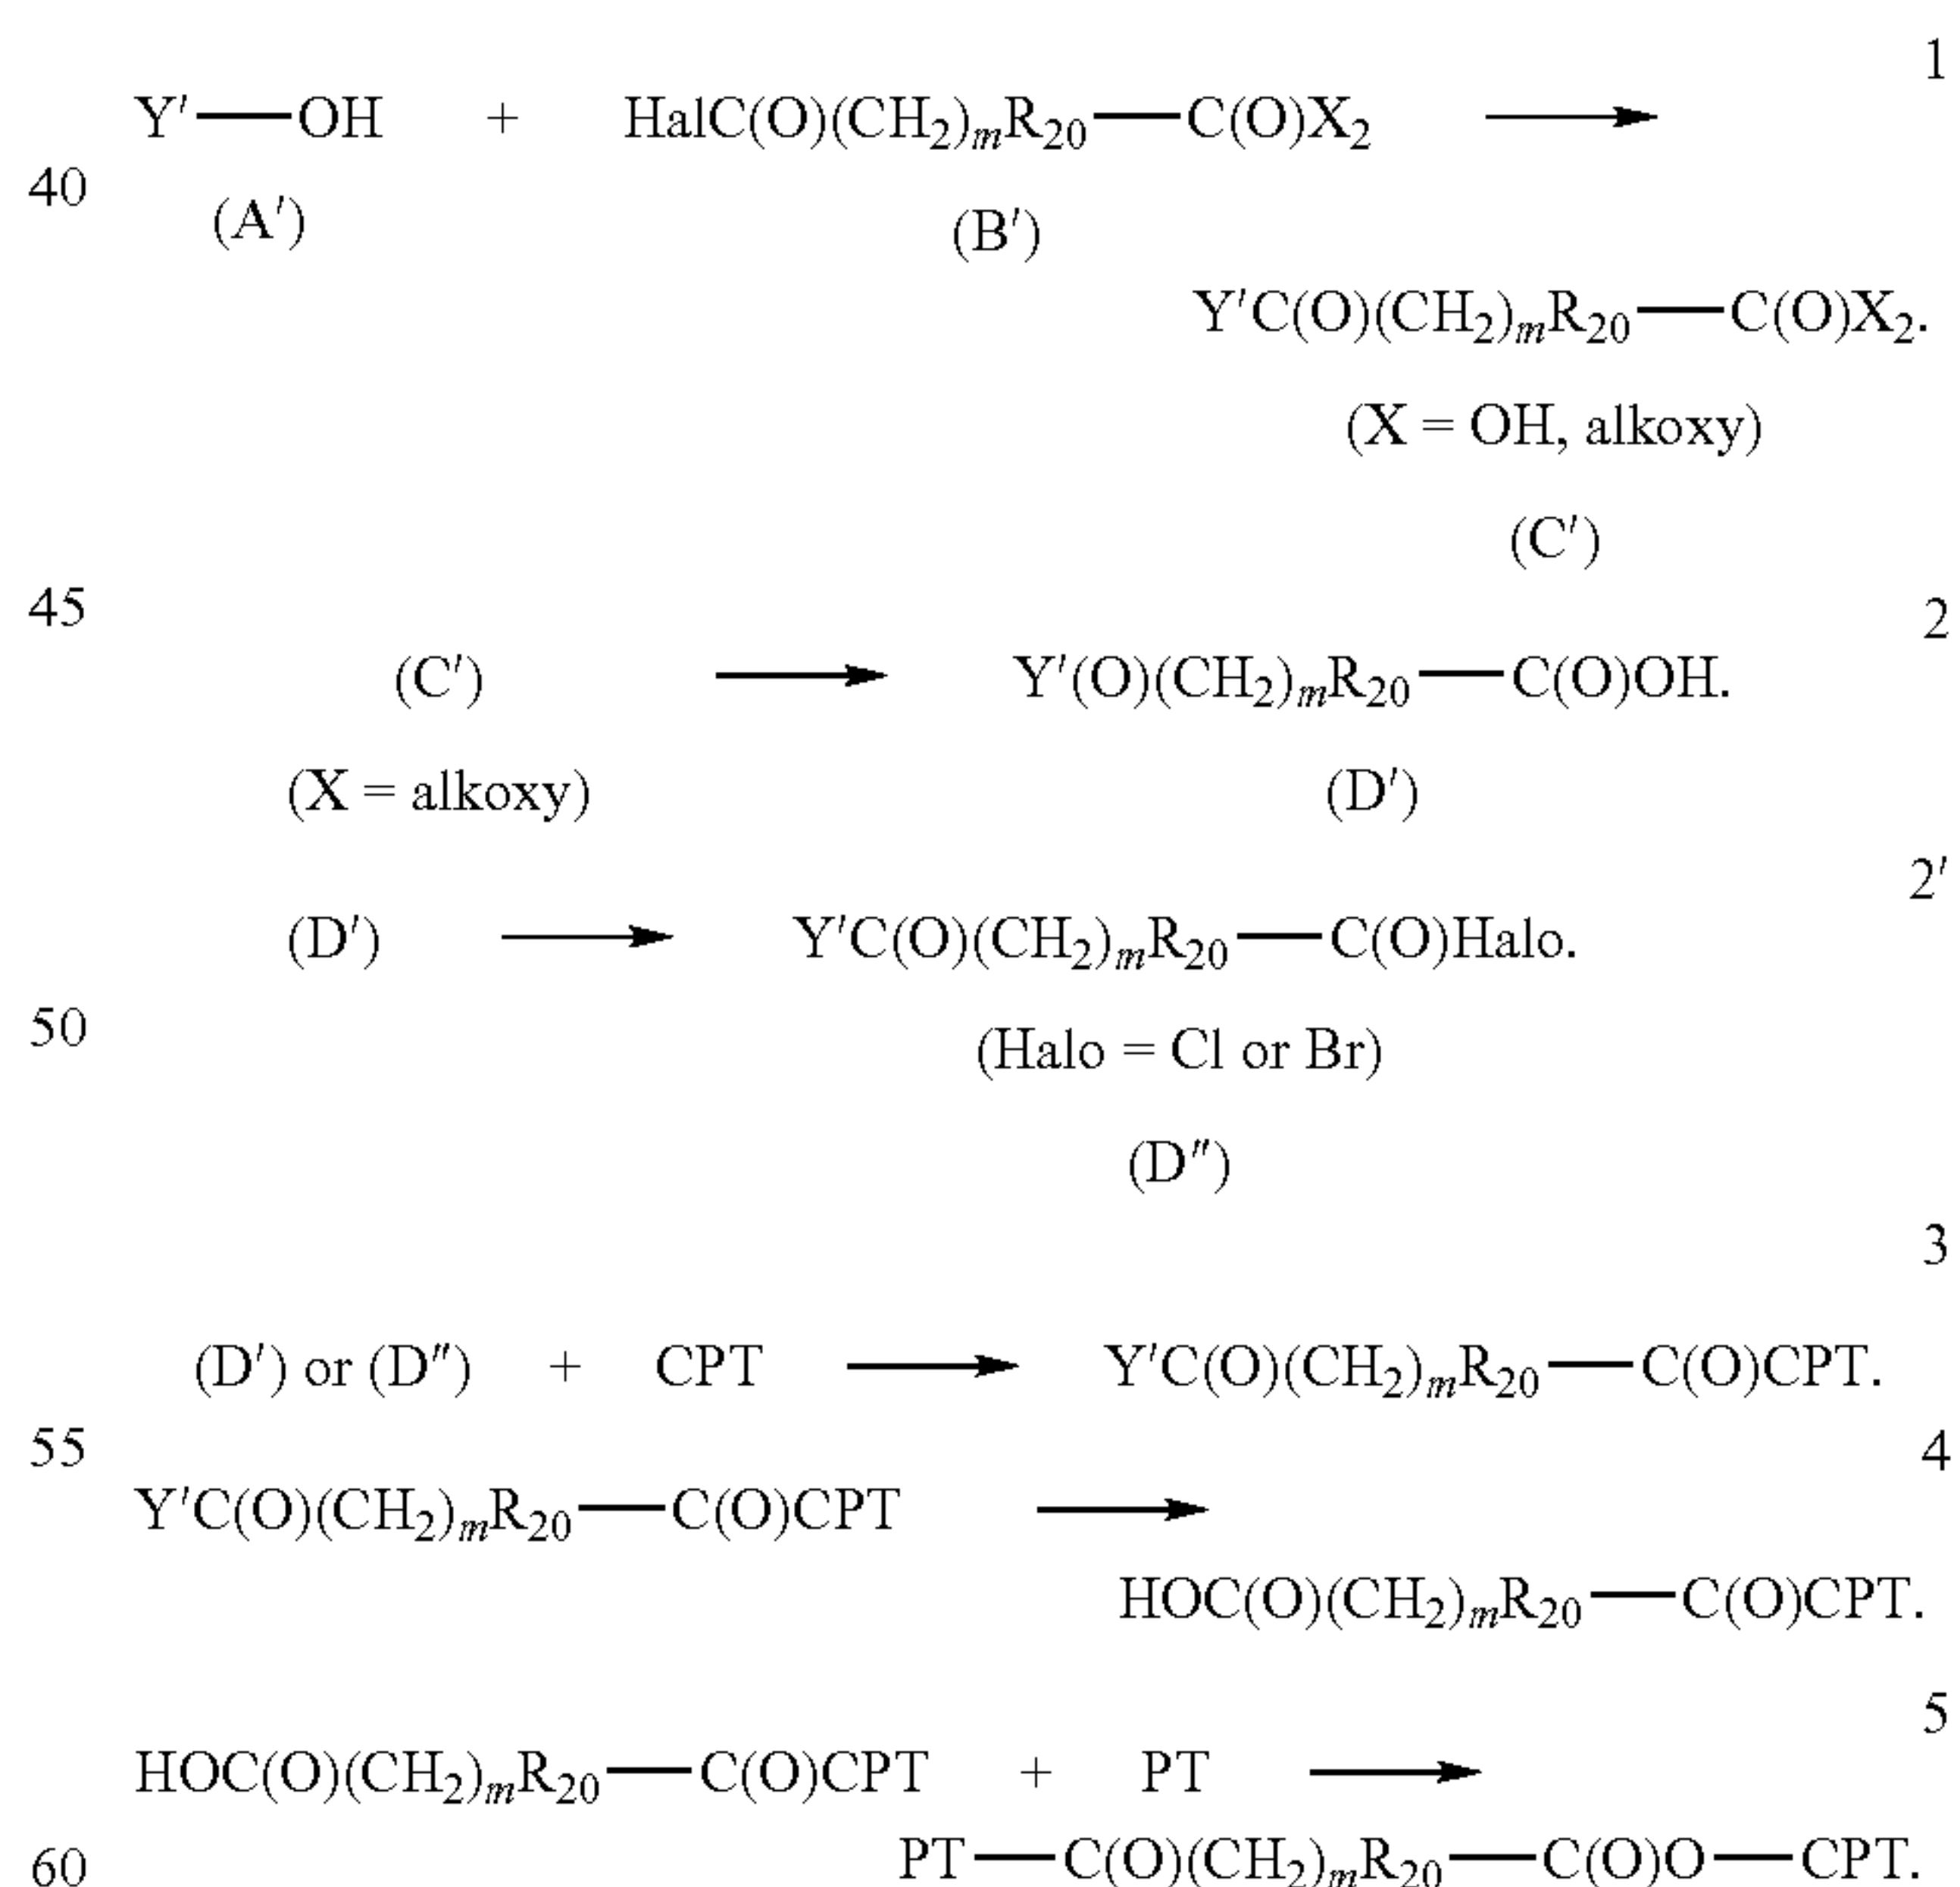 1
Y′—OH + HalC(O)(CH₂)ₘR₂₀—C(O)X₂ →
40
(A′) (B′)
Y′C(O)(CH₂)ₘR₂₀—C(O)X₂.
(X = OH, alkoxy)
(C′)
45 2
(C′) → Y′(O)(CH₂)ₘR₂₀—C(O)OH.
(X = alkoxy) (D′)
2′
(D′) → Y′C(O)(CH₂)ₘR₂₀—C(O)Halo.
50
(Halo = Cl or Br)
(D″)
3
(D′) or (D″) + CPT → Y′C(O)(CH₂)ₘR₂₀—C(O)CPT.
55 4
Y′C(O)(CH₂)ₘR₂₀—C(O)CPT →
HOC(O)(CH₂)ₘR₂₀—C(O)CPT.
5
HOC(O)(CH₂)ₘR₂₀—C(O)CPT + PT →
60 PT—C(O)(CH₂)ₘR₂₀—C(O)O—CPT.